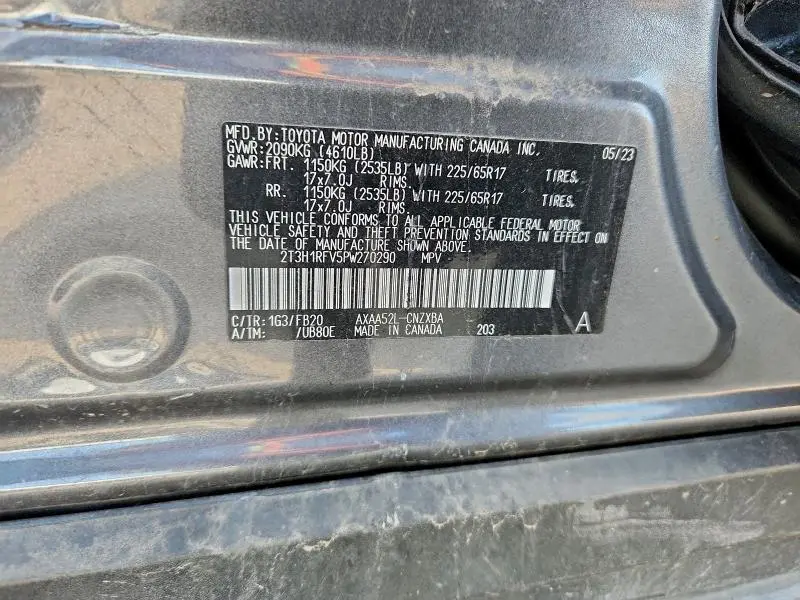 MFD.BY:TOYOTA MOTOR MANUFACTURING CANADA INC. 05/23
GVWR:2090KG (4610LB)
GAWR:FRT. 1150KG (2535LB) WITH 225/65R17 TIRES,
17x7.0J RIMS,
RR. 1150KG (2535LB) WITH 225/65R17 TIRES,
17x7.0J RIMS,
THIS VEHICLE CONFORMS TO ALL APPLICABLE FEDERAL MOTOR
VEHICLE SAFETY AND THEFT PREVENTION STANDARDS IN EFFECT ON
THE DATE OF MANUFACTURE SHOWN ABOVE.
2T3H1RFV5PW270290 MPV
C/TR:1G3/FB20 AXAA52L-CNZXBA
A/TM: /UB80E MADE IN CANADA 203 A